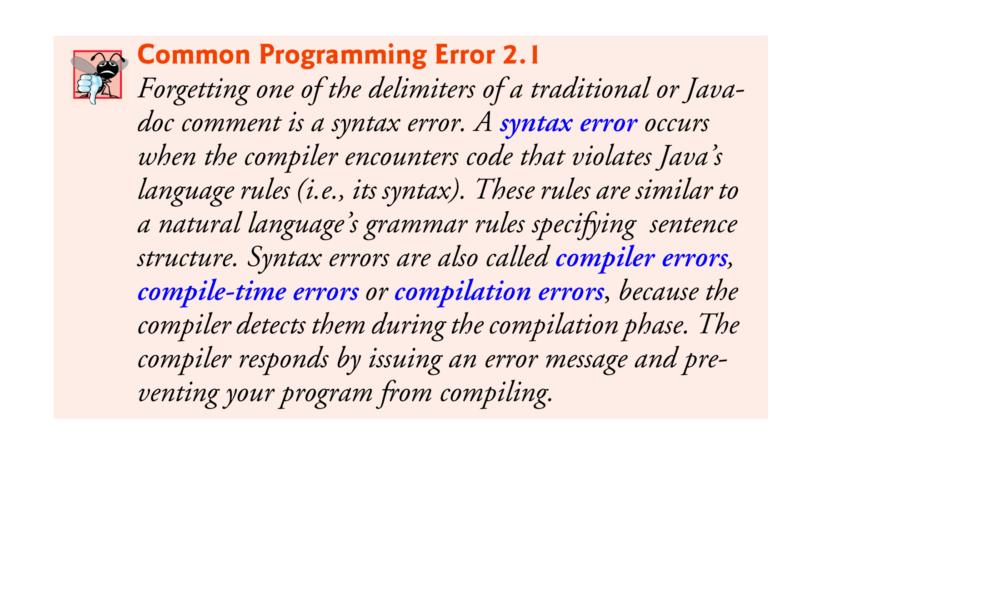 Common Programming Error 2.1
Forgetting one of the delimiters of a traditional or Java-
doc comment is a syntax error. A syntax error occurs
when the compiler encounters code that violates Java’s
language rules (i.e., its syntax). These rules are similar to
a natural language’s grammar rules specifying  sentence
structure. Syntax errors are also called compiler errors,
compile-time errors or compilation errors, because the
compiler detects them during the compilation phase. The
compiler responds by issuing an error message and pre-
venting your program from compiling.